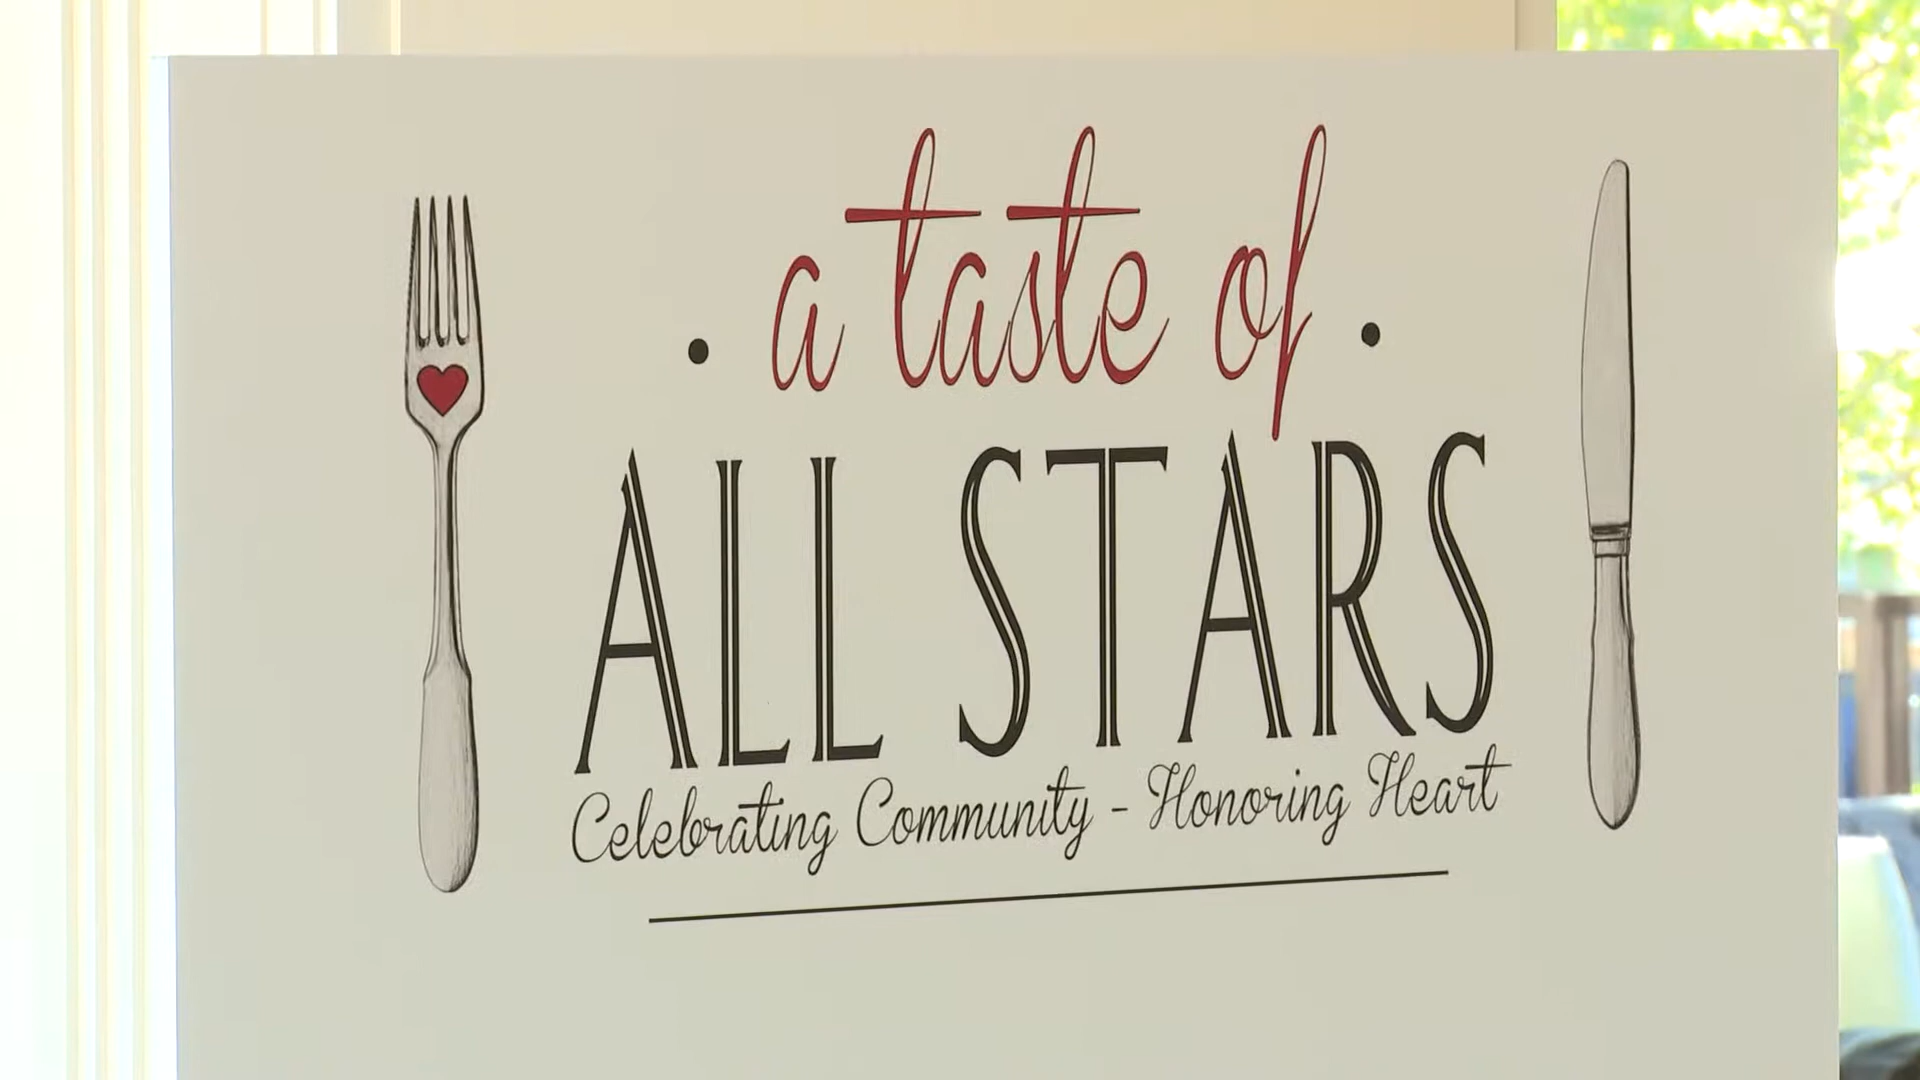 • a taste of •
ALL STARS
Celebrating Community - Honoring Heart